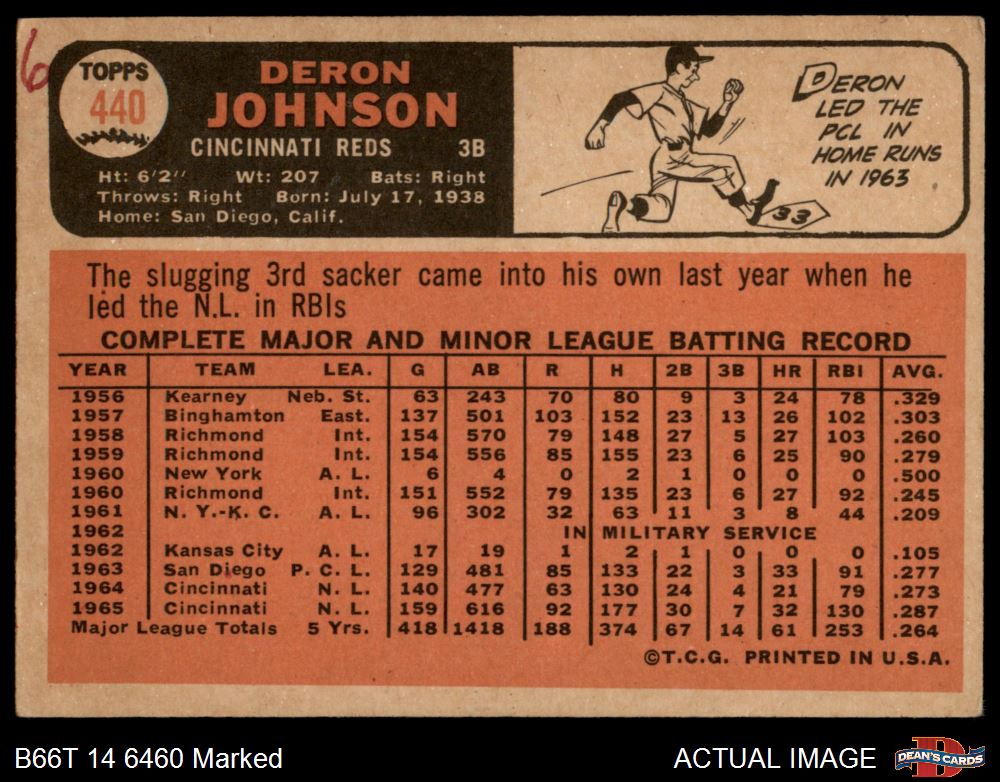 6
TOPPS
440
DERON
JOHNSON
CINCINNATI REDS 3B
Ht: 6'2" Wt: 207 Bats: Right
Throws: Right Born: July 17, 1938
Home: San Diego, Calif.
DERON
LED THE
PCL IN
HOME RUNS
IN 1963
33
The slugging 3rd sacker came into his own last year when he
led the N.L. in RBIs
COMPLETE MAJOR AND MINOR LEAGUE BATTING RECORD
YEAR TEAM LEA. G AB R H 2B 3B HR RBI AVG.
1956 Kearney Neb. St. 63 243 70 80 9 3 24 78 .329
1957 Binghamton East. 137 501 103 152 23 13 26 102 .303
1958 Richmond Int. 154 570 79 148 27 5 27 103 .260
1959 Richmond Int. 154 556 85 155 23 6 25 90 .279
1960 New York A. L. 6 4 0 2 1 0 0 0 .500
1960 Richmond Int. 151 552 79 135 23 6 27 92 .245
1961 N. Y.-K. C. A. L. 96 302 32 63 11 3 8 44 .209
1962 IN MILITARY SERVICE
1962 Kansas City A. L. 17 19 1 2 1 0 0 0 .105
1963 San Diego P. C. L. 129 481 85 133 22 3 33 91 .277
1964 Cincinnati N. L. 140 477 63 130 24 4 21 79 .273
1965 Cincinnati N. L. 159 616 92 177 30 7 32 130 .287
Major League Totals 5 Yrs. 418 1418 188 374 67 14 61 253 .264
©T.C.G. PRINTED IN U.S.A.
B66T 14 6460 Marked
ACTUAL IMAGE
D
DEAN'S CARDS